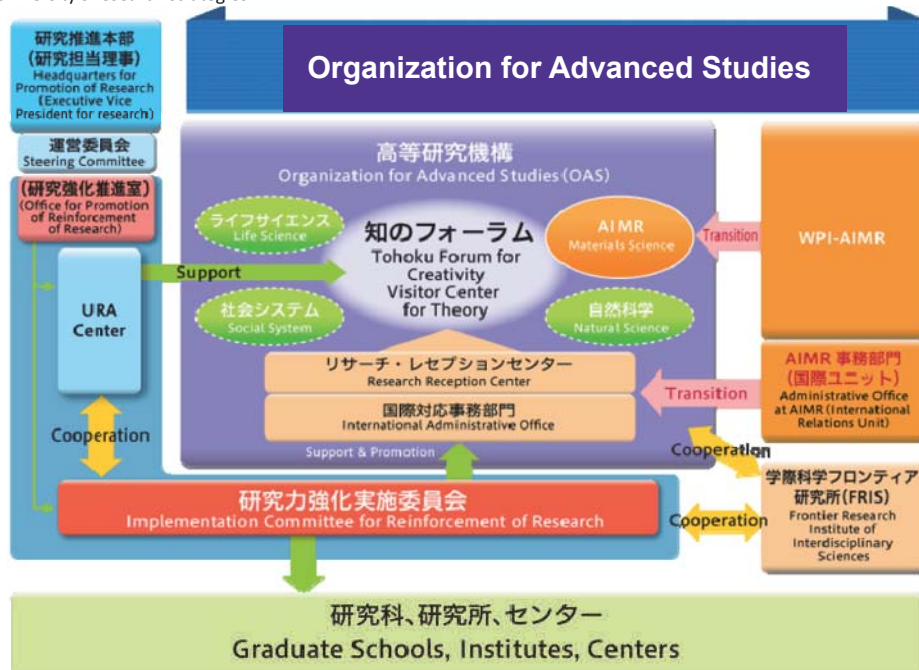 研究推進本部
(研究担当理事)
Headquarters for
Promotion of Research
(Executive Vice
President for research)
運営委員会
Steering Committee
(研究強化推進室)
(Office for Promotion
of Reinforcement
of Research)
URA
Center
Cooperation
Support
Organization for Advanced Studies
高等研究機構
Organization for Advanced Studies (OAS)
ライフサイエンス
Life Science
社会システム
Social System
知のフォーラム
Tohoku Forum for
Creativity
Visitor Center
for Theory
AIMR
Materials Science
自然科学
Natural Science
リサーチ・レセプションセンター
Research Reception Center
国際対応事務部門
International Administrative Office
Support & Promotion
Transition
WPI-AIMR
Transition
AIMR 事務部門
(国際ユニット)
Administrative Office
at AIMR (International
Relations Unit)
Cooperation
研究力強化実施委員会
Implementation Committee for Reinforcement of Research
Cooperation
学際科学フロンティア
研究所(FRIS)
Frontier Research
Institute of
Interdisciplinary
Sciences
研究科、研究所、センター
Graduate Schools, Institutes, Centers